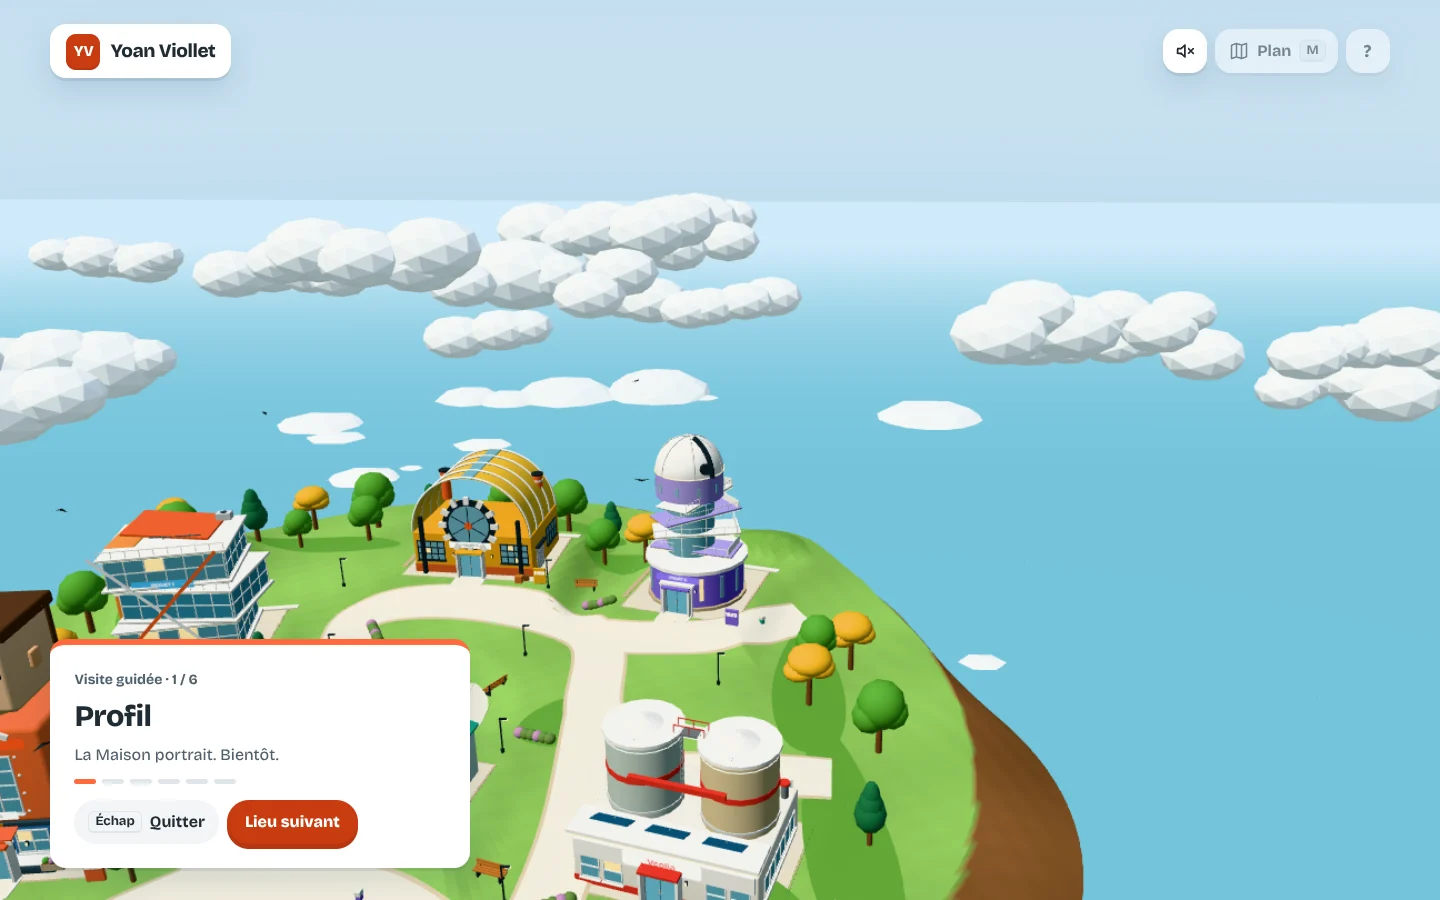 YV Yoan Viollet
Plan M ?
Visite guidée · 1 / 6
Profil
La Maison portrait. Bientôt.
Échap Quitter
Lieu suivant